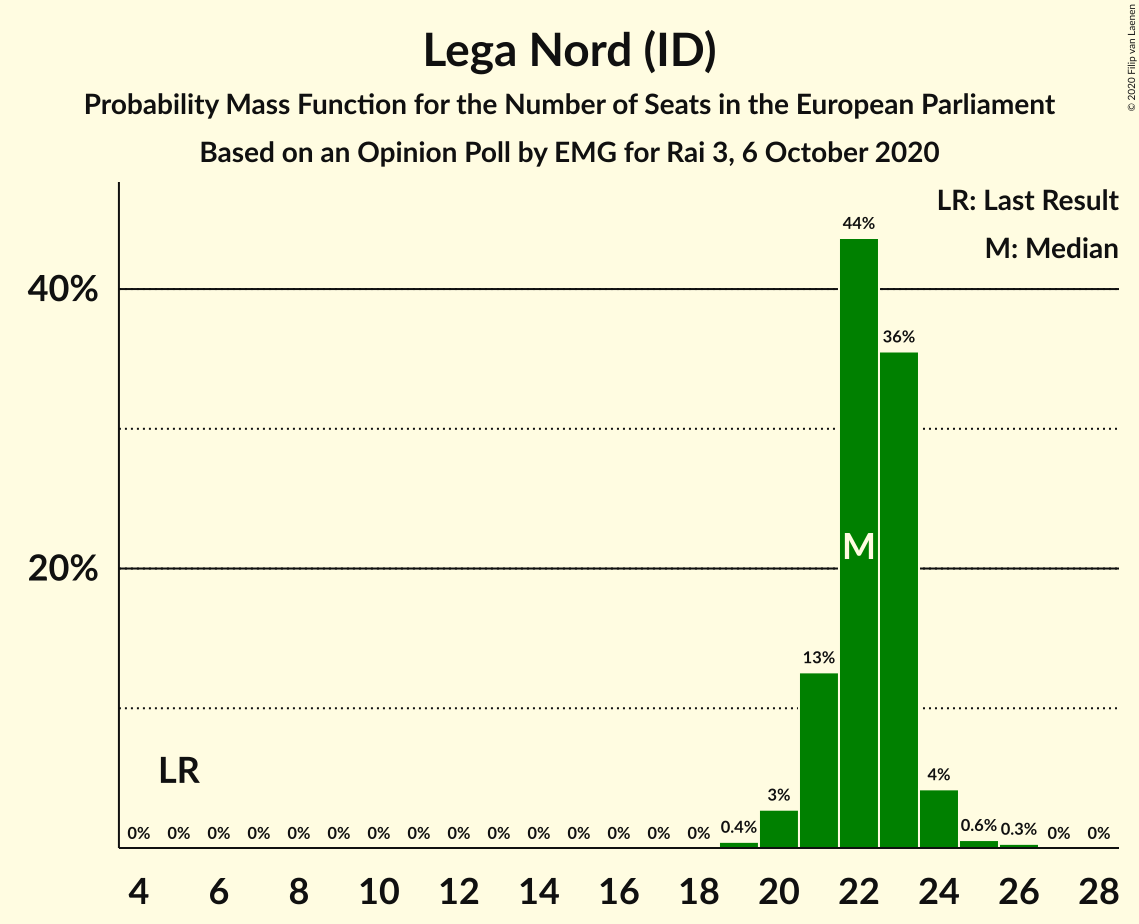 Lega Nord (ID)
Probability Mass Function for the Number of Seats in the European Parliament
Based on an Opinion Poll by EMG for Rai 3, 6 October 2020
© 2020 Filip van Laenen
LR: Last Result
M: Median
44%
40%
36%
M
20%
13%
LR
4%
3%
0% 0% 0% 0% 0% 0% 0% 0% 0% 0% 0% 0% 0% 0% 0% 0.4% 0.6% 0.3% 0% 0%
4 6 8 10 12 14 16 18 20 22 24 26 28